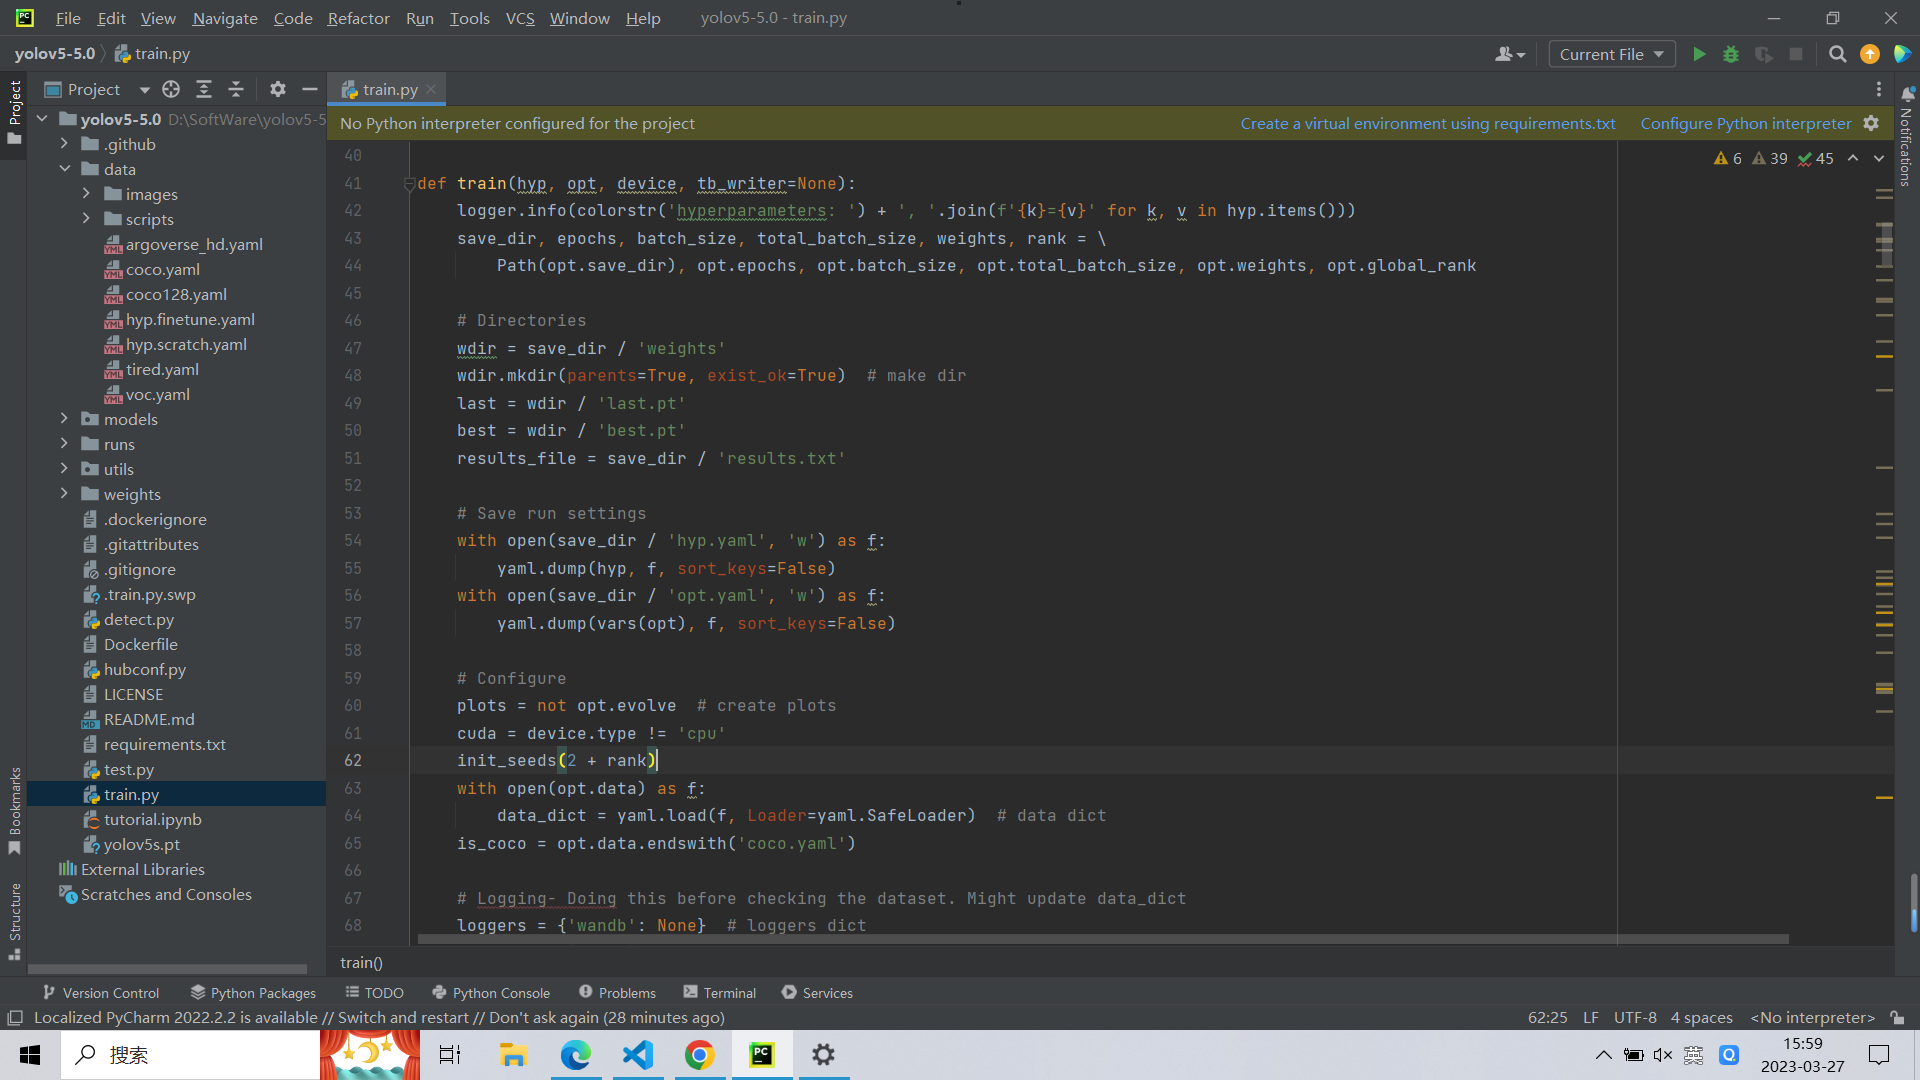 File Edit View Navigate Code Refactor Run Tools VCS Window Help yolov5-5.0 - train.py
yolov5-5.0 train.py Current File
Project train.py
No Python interpreter configured for the project Create a virtual environment using requirements.txt Configure Python interpreter
6 39 45
Project
Bookmarks
Structure
Notifications
yolov5-5.0 D:\SoftWare\yolov5-5
.github
data
images
scripts
argoverse_hd.yaml
coco.yaml
coco128.yaml
hyp.finetune.yaml
hyp.scratch.yaml
tired.yaml
voc.yaml
models
runs
utils
weights
.dockerignore
.gitattributes
.gitignore
.train.py.swp
detect.py
Dockerfile
hubconf.py
LICENSE
README.md
requirements.txt
test.py
train.py
tutorial.ipynb
yolov5s.pt
External Libraries
Scratches and Consoles
40
41 def train(hyp, opt, device, tb_writer=None):
42 logger.info(colorstr('hyperparameters: ') + ', '.join(f'{k}={v}' for k, v in hyp.items()))
43 save_dir, epochs, batch_size, total_batch_size, weights, rank = \
44 Path(opt.save_dir), opt.epochs, opt.batch_size, opt.total_batch_size, opt.weights, opt.global_rank
45
46 # Directories
47 wdir = save_dir / 'weights'
48 wdir.mkdir(parents=True, exist_ok=True)  # make dir
49 last = wdir / 'last.pt'
50 best = wdir / 'best.pt'
51 results_file = save_dir / 'results.txt'
52
53 # Save run settings
54 with open(save_dir / 'hyp.yaml', 'w') as f:
55 yaml.dump(hyp, f, sort_keys=False)
56 with open(save_dir / 'opt.yaml', 'w') as f:
57 yaml.dump(vars(opt), f, sort_keys=False)
58
59 # Configure
60 plots = not opt.evolve  # create plots
61 cuda = device.type != 'cpu'
62 init_seeds(2 + rank)
63 with open(opt.data) as f:
64 data_dict = yaml.load(f, Loader=yaml.SafeLoader)  # data dict
65 is_coco = opt.data.endswith('coco.yaml')
66
67 # Logging- Doing this before checking the dataset. Might update data_dict
68 loggers = {'wandb': None}  # loggers dict
train()
Version Control Python Packages TODO Python Console Problems Terminal Services
Localized PyCharm 2022.2.2 is available // Switch and restart // Don't ask again (28 minutes ago) 62:25 LF UTF-8 4 spaces <No interpreter>
搜索
英
15:59
2023-03-27